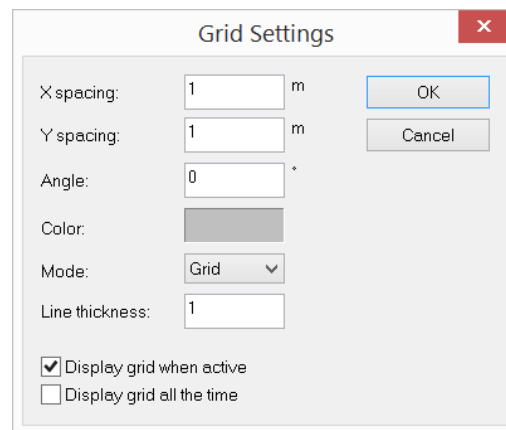 Grid Settings
X spacing: 1 m
OK
Y spacing: 1 m
Cancel
Angle: 0 °
Color:
Mode: Grid
Line thickness: 1
Display grid when active
Display grid all the time